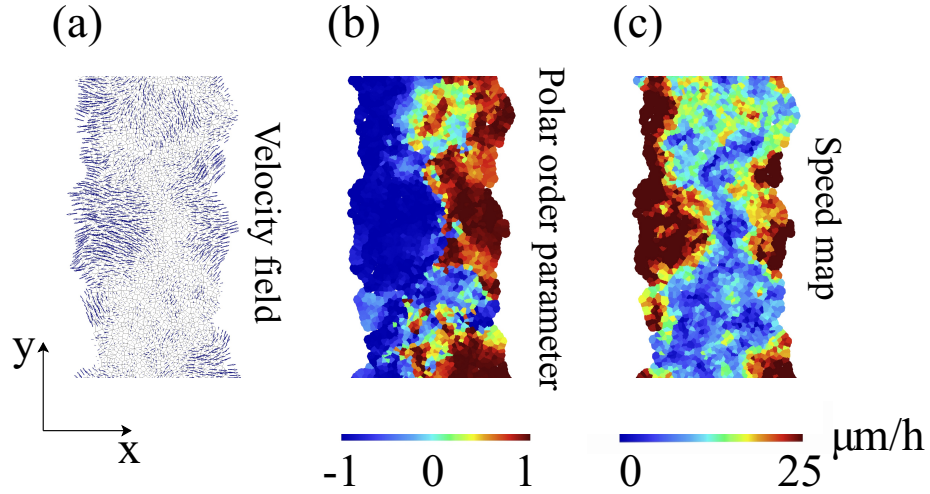 (a)
(b)
(c)
Velocity field
Polar order parameter
Speed map
y
x
-1 0 1
0 25 μm/h